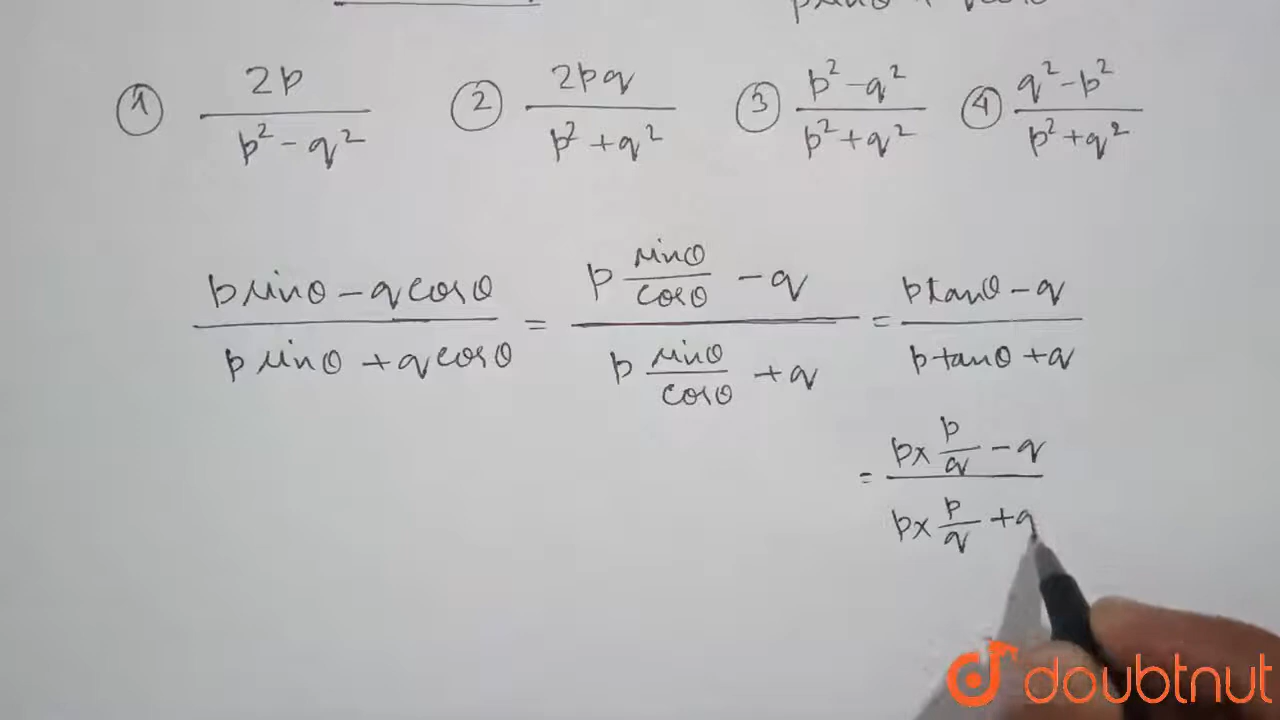 ① 2p / p² - q² ② 2pq / p² + q² ③ p² - q² / p² + q² ④ q² - p² / p² + q²
p sinθ - q cosθ / p sinθ + q cosθ = p sinθ/cosθ - q / p sinθ/cosθ + q = p tanθ - q / p tanθ + q
= p× p/q - q / p× p/q + q
doubtnut